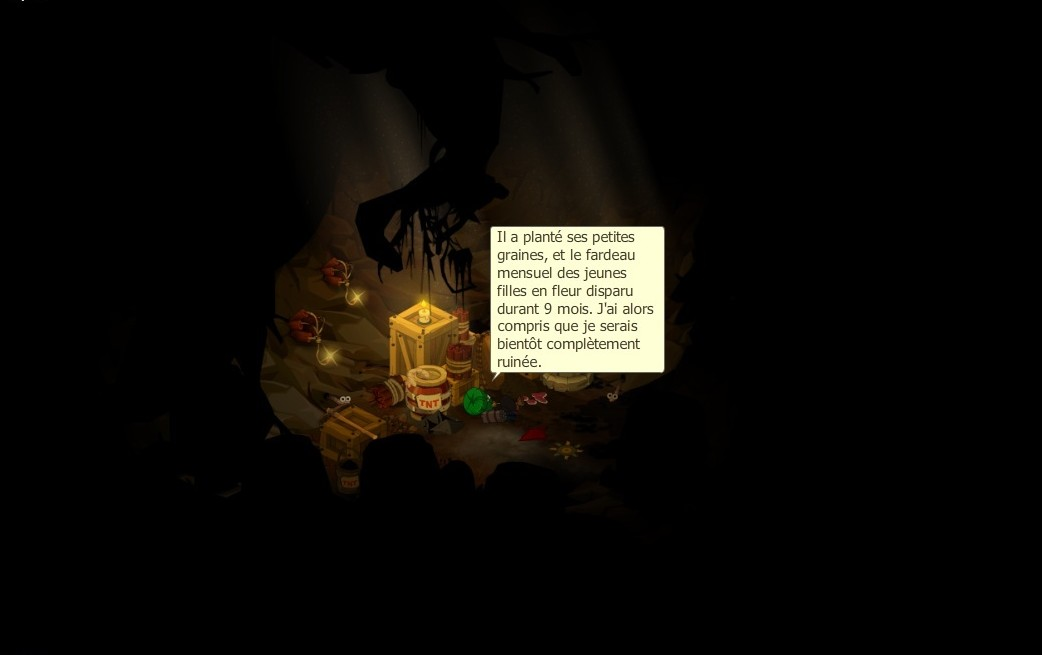 Il a planté ses petites
graines, et le fardeau
mensuel des jeunes
filles en fleur disparu
durant 9 mois. J'ai alors
compris que je serais
bientôt complètement
ruinée.
TNT
TNT